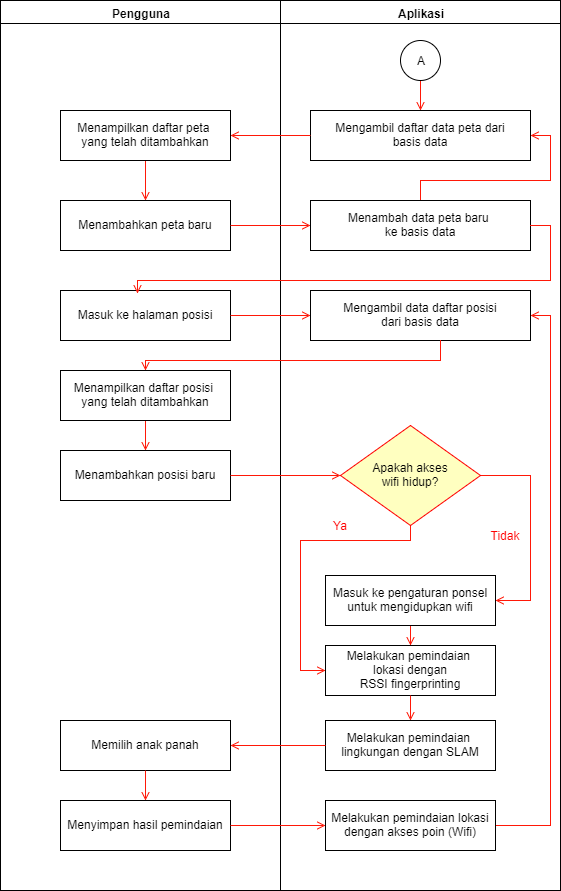 Pengguna
Aplikasi
A
Mengambil daftar data peta dari
basis data
Menampilkan daftar peta
yang telah ditambahkan
Menambahkan peta baru
Menambah data peta baru
ke basis data
Masuk ke halaman posisi
Mengambil data daftar posisi
dari basis data
Menampilkan daftar posisi
yang telah ditambahkan
Menambahkan posisi baru
Apakah akses
wifi hidup?
Ya
Tidak
Masuk ke pengaturan ponsel
untuk mengidupkan wifi
Melakukan pemindaian
lokasi dengan
RSSI fingerprinting
Melakukan pemindaian
lingkungan dengan SLAM
Memilih anak panah
Menyimpan hasil pemindaian
Melakukan pemindaian lokasi
dengan akses poin (Wifi)